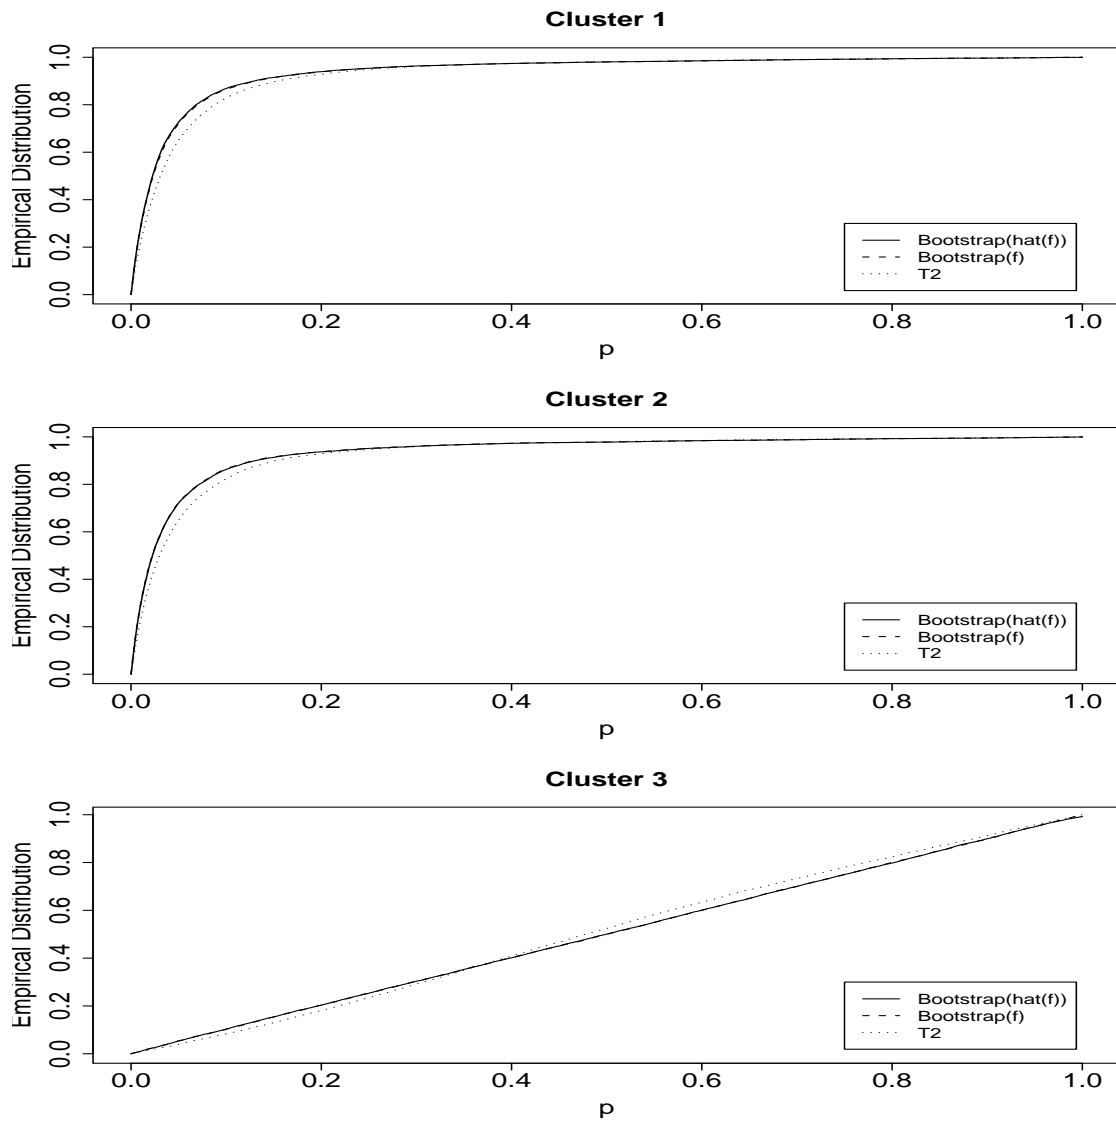 Cluster 1
Empirical Distribution
1.0
0.8
0.6
0.4
0.2
0.0
Bootstrap(hat(f))
Bootstrap(f)
T2
0.0 0.2 0.4 0.6 0.8 1.0
p
Cluster 2
Empirical Distribution
1.0
0.8
0.6
0.4
0.2
0.0
Bootstrap(hat(f))
Bootstrap(f)
T2
0.0 0.2 0.4 0.6 0.8 1.0
p
Cluster 3
Empirical Distribution
1.0
0.8
0.6
0.4
0.2
0.0
Bootstrap(hat(f))
Bootstrap(f)
T2
0.0 0.2 0.4 0.6 0.8 1.0
p